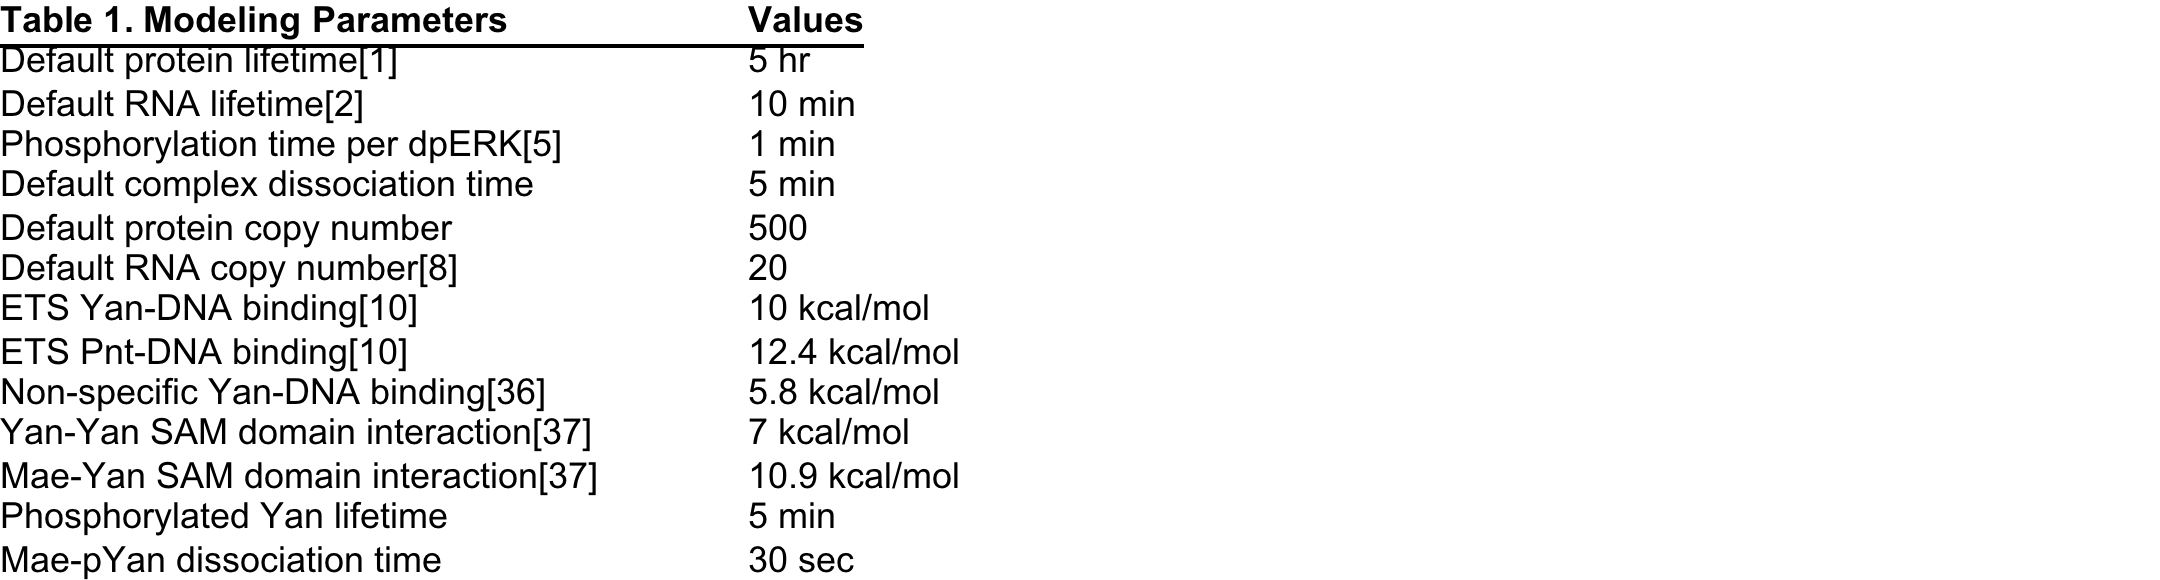 Table 1. Modeling Parameters Values
Default protein lifetime[1] 5 hr
Default RNA lifetime[2] 10 min
Phosphorylation time per dpERK[5] 1 min
Default complex dissociation time 5 min
Default protein copy number 500
Default RNA copy number[8] 20
ETS Yan-DNA binding[10] 10 kcal/mol
ETS Pnt-DNA binding[10] 12.4 kcal/mol
Non-specific Yan-DNA binding[36] 5.8 kcal/mol
Yan-Yan SAM domain interaction[37] 7 kcal/mol
Mae-Yan SAM domain interaction[37] 10.9 kcal/mol
Phosphorylated Yan lifetime 5 min
Mae-pYan dissociation time 30 sec